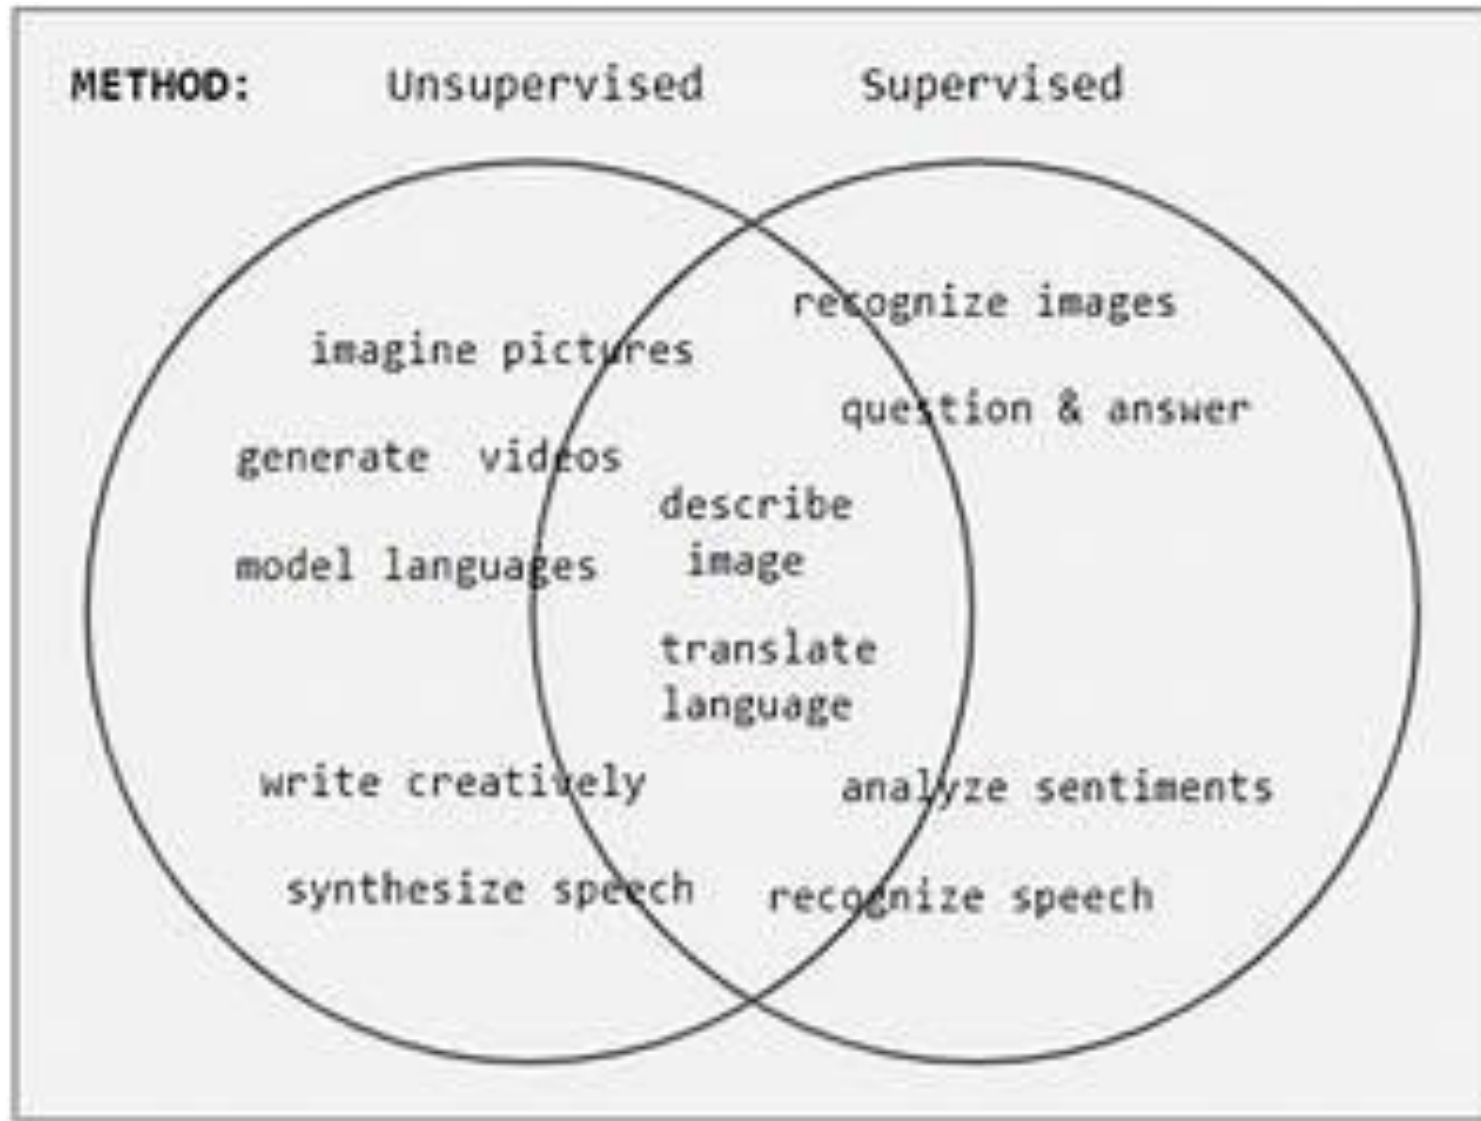 METHOD: Unsupervised Supervised
recognize images
imagine pictures
question & answer
generate videos
describe
image
model languages
translate
language
write creatively
analyze sentiments
synthesize speech
recognize speech